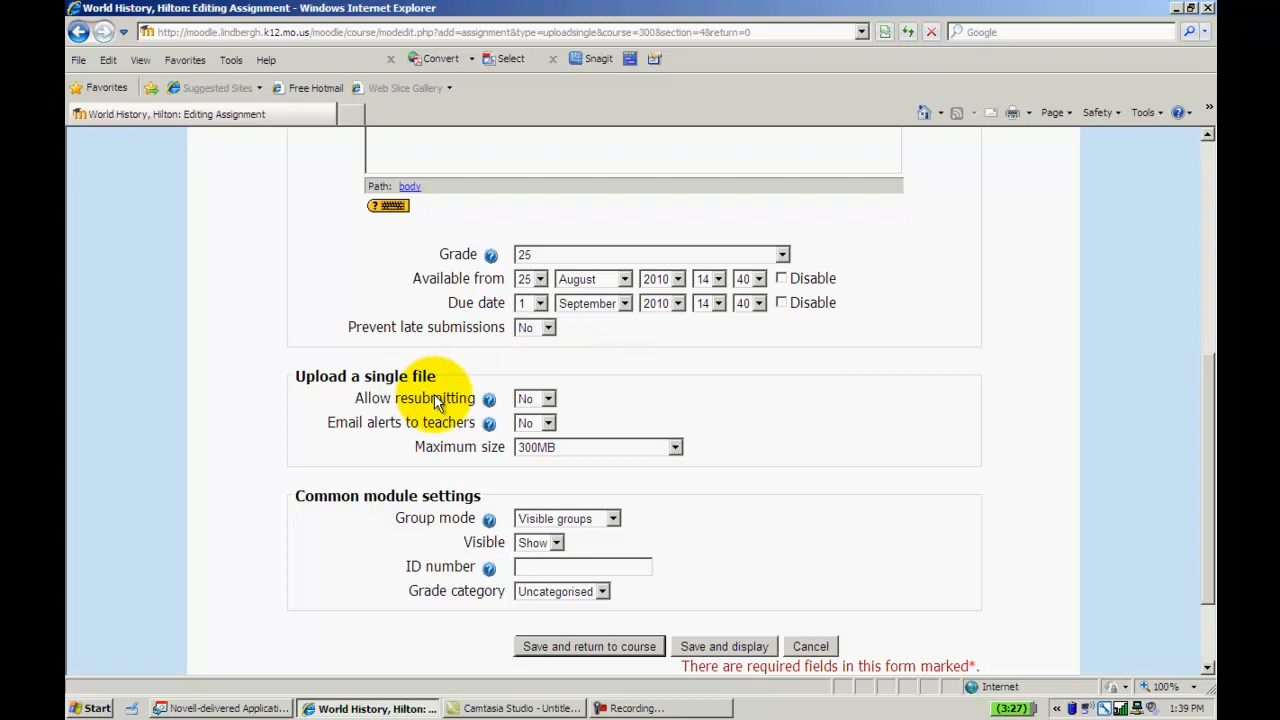 World History, Hilton: Editing Assignment - Windows Internet Explorer
http://moodle.lindbergh.k12.mo.us/moodle/course/modedit.php?add=assignment&type=uploadsingle&course=300&section=4&return=0
Google
File Edit View Favorites Tools Help
x Convert Select x Snagit
Favorites Suggested Sites Free Hotmail Web Slice Gallery
World History, Hilton: Editing Assignment
Page Safety Tools »
Path: body
?
Grade ? 25
Available from 25 August 2010 14 40 Disable
Due date 1 September 2010 14 40 Disable
Prevent late submissions No
Upload a single file
Allow resubmitting ? No
Email alerts to teachers ? No
Maximum size 300MB
Common module settings
Group mode ? Visible groups
Visible Show
ID number ?
Grade category Uncategorised
Save and return to course Save and display Cancel
There are required fields in this form marked*.
Internet 100%
Start Novell-delivered Applicati... World History, Hilton:... Camtasia Studio - Untitle... Recording... (3:27) « 1:39 PM